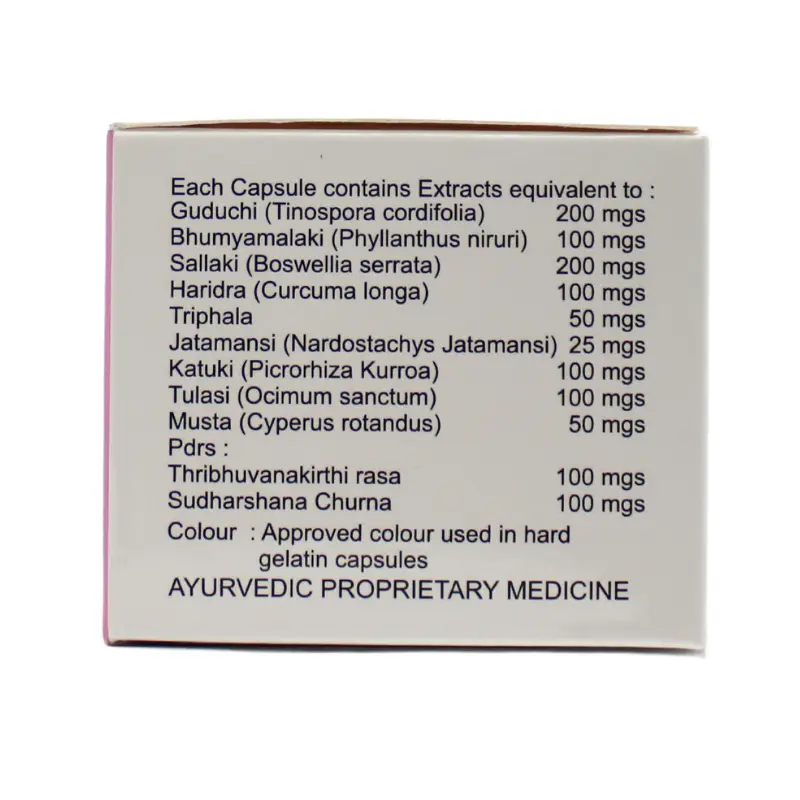 Each Capsule contains Extracts equivalent to :
Guduchi (Tinospora cordifolia) 200 mgs
Bhumyamalaki (Phyllanthus niruri) 100 mgs
Sallaki (Boswellia serrata) 200 mgs
Haridra (Curcuma longa) 100 mgs
Triphala 50 mgs
Jatamansi (Nardostachys Jatamansi) 25 mgs
Katuki (Picrorhiza Kurroa) 100 mgs
Tulasi (Ocimum sanctum) 100 mgs
Musta (Cyperus rotandus) 50 mgs
Pdrs :
Thribhuvanakirthi rasa 100 mgs
Sudharshana Churna 100 mgs
Colour : Approved colour used in hard
gelatin capsules
AYURVEDIC PROPRIETARY MEDICINE